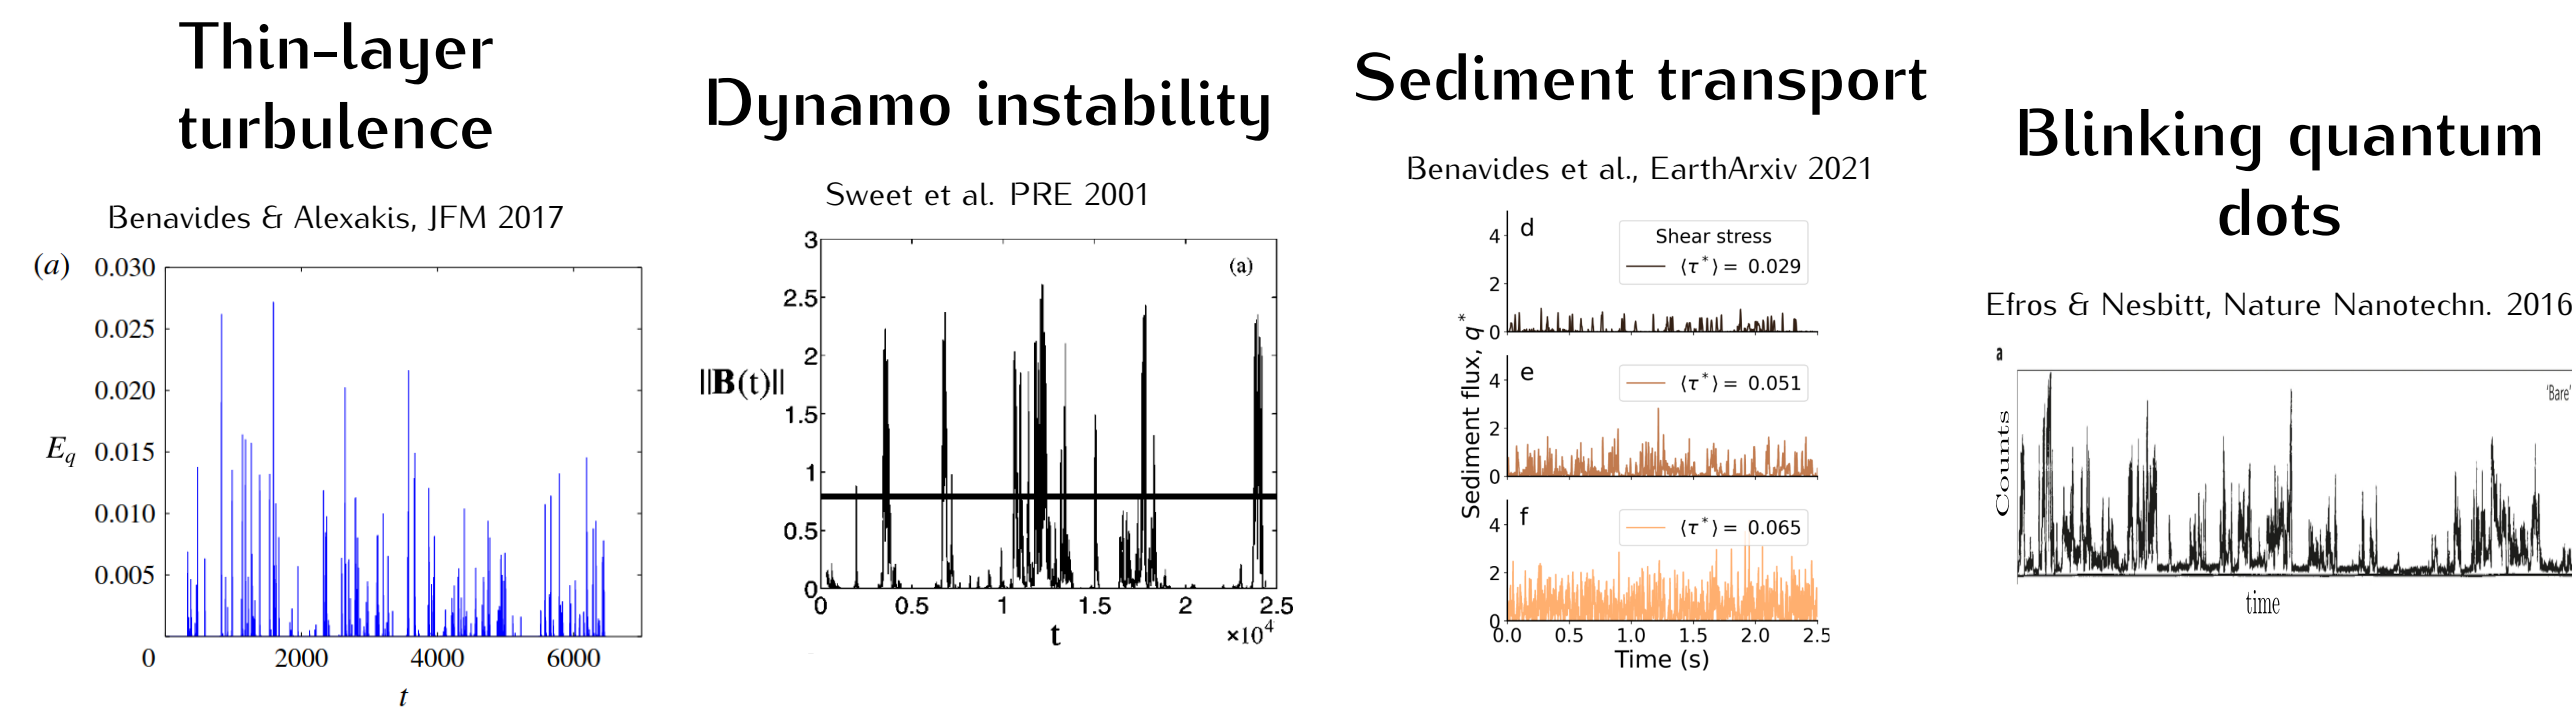 Thin-layer
turbulence
Benavides & Alexakis, JFM 2017
(a)
0.030
0.025
0.020
0.015
0.010
0.005
E_q
0
2000
4000
6000
t
Dynamo instability
Sweet et al. PRE 2001
(a)
3
2.5
2
1.5
1
0.5
0
||B(t)||
0
0.5
1
1.5
2
2.5
×10⁴
t
Sediment transport
Benavides et al., EarthArxiv 2021
d
Shear stress
⟨τ*⟩ = 0.029
4
2
0
e
⟨τ*⟩ = 0.051
4
2
0
f
⟨τ*⟩ = 0.065
4
2
0
Sediment flux, q*
0.0
0.5
1.0
1.5
2.0
2.5
Time (s)
Blinking quantum
dots
Efros & Nesbitt, Nature Nanotechn. 2016
a
'Bare'
Counts
time